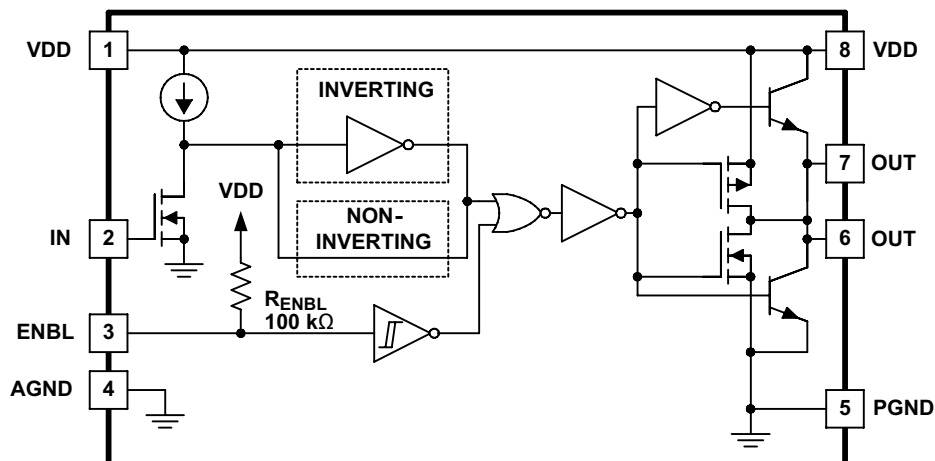 VDD 1
8 VDD
INVERTING
VDD
7 OUT
NON-
INVERTING
IN 2
6 OUT
RENBL
100 kΩ
ENBL 3
AGND 4
5 PGND